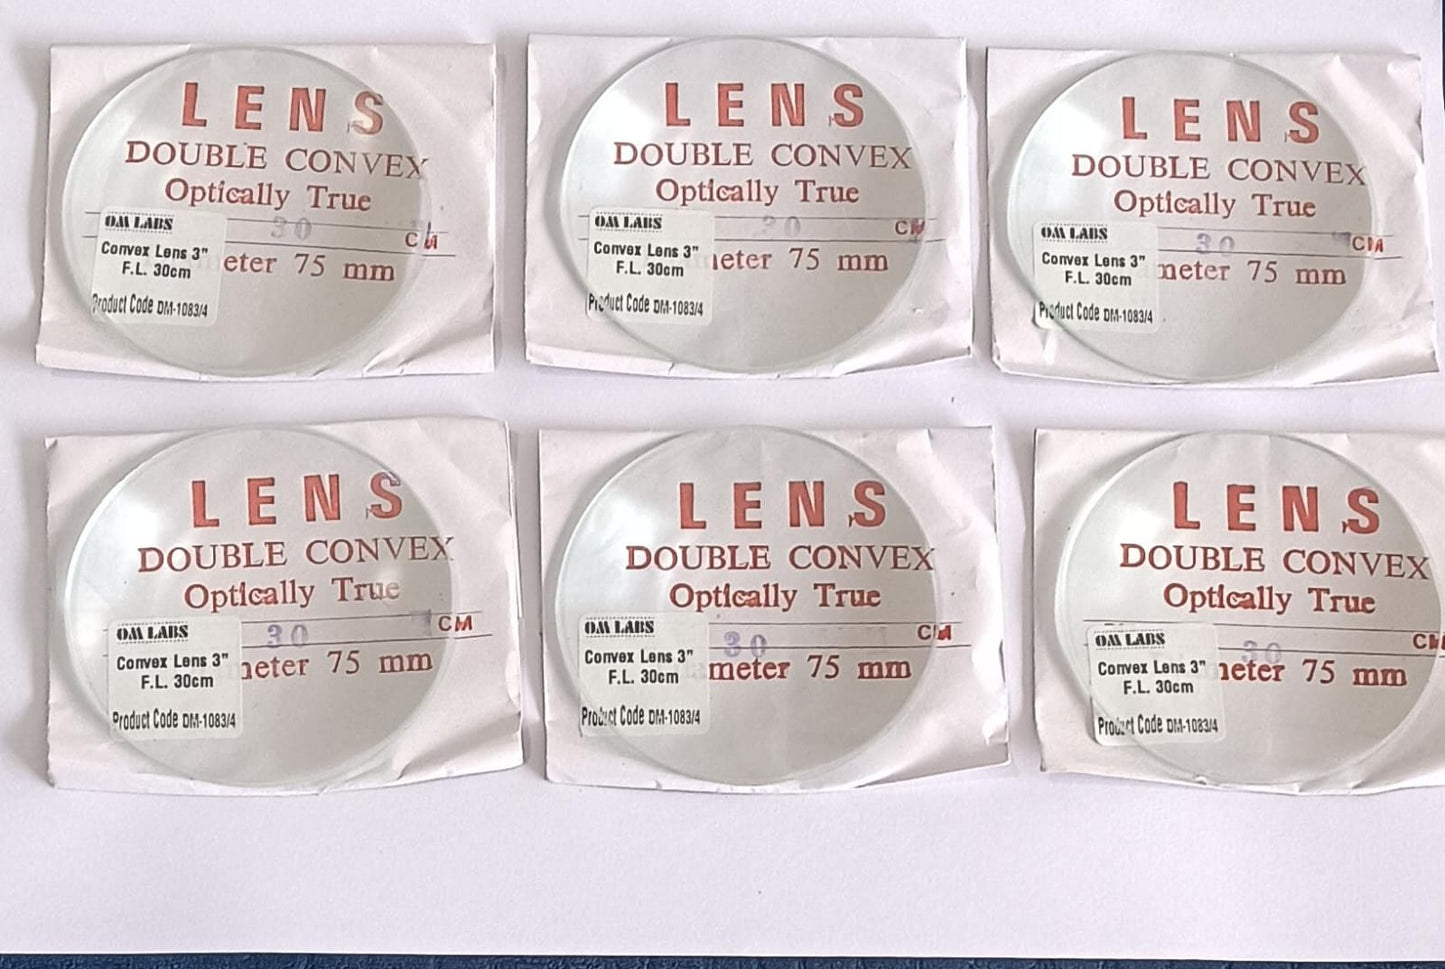 LENS
DOUBLE CONVEX
Optically True
30 CM
OM LABS
Convex Lens 3"
F.L. 30cm
Product Code DM-1083/4
eter 75 mm
LENS
DOUBLE CONVEX
Optically True
30 CM
OM LABS
Convex Lens 3"
F.L. 30cm
Product Code DM-1083/4
eter 75 mm
LENS
DOUBLE CONVEX
Optically True
30 CM
OM LABS
Convex Lens 3"
F.L. 30cm
Product Code DM-1083/4
meter 75 mm
LENS
DOUBLE CONVEX
Optically True
30 CM
OM LABS
Convex Lens 3"
F.L. 30cm
Product Code DM-1083/4
meter 75 mm
LENS
DOUBLE CONVEX
Optically True
30 CM
OM LABS
Convex Lens 3"
F.L. 30cm
Product Code DM-1083/4
meter 75 mm
LENS
DOUBLE CONVEX
Optically True
30 CM
OM LABS
Convex Lens 3"
F.L. 30cm
Product Code DM-1083/4
eter 75 mm